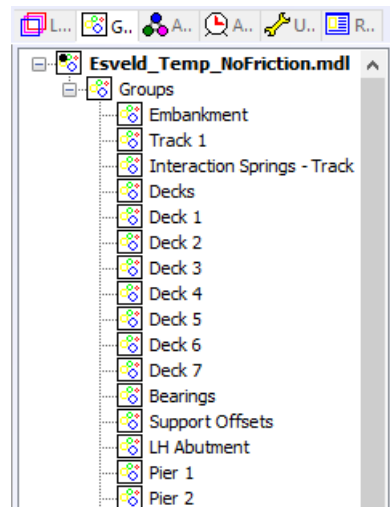 L... G.. A.. A.. U.. R..
Esveld_Temp_NoFriction.mdl
Groups
Embankment
Track 1
Interaction Springs - Track
Decks
Deck 1
Deck 2
Deck 3
Deck 4
Deck 5
Deck 6
Deck 7
Bearings
Support Offsets
LH Abutment
Pier 1
Pier 2